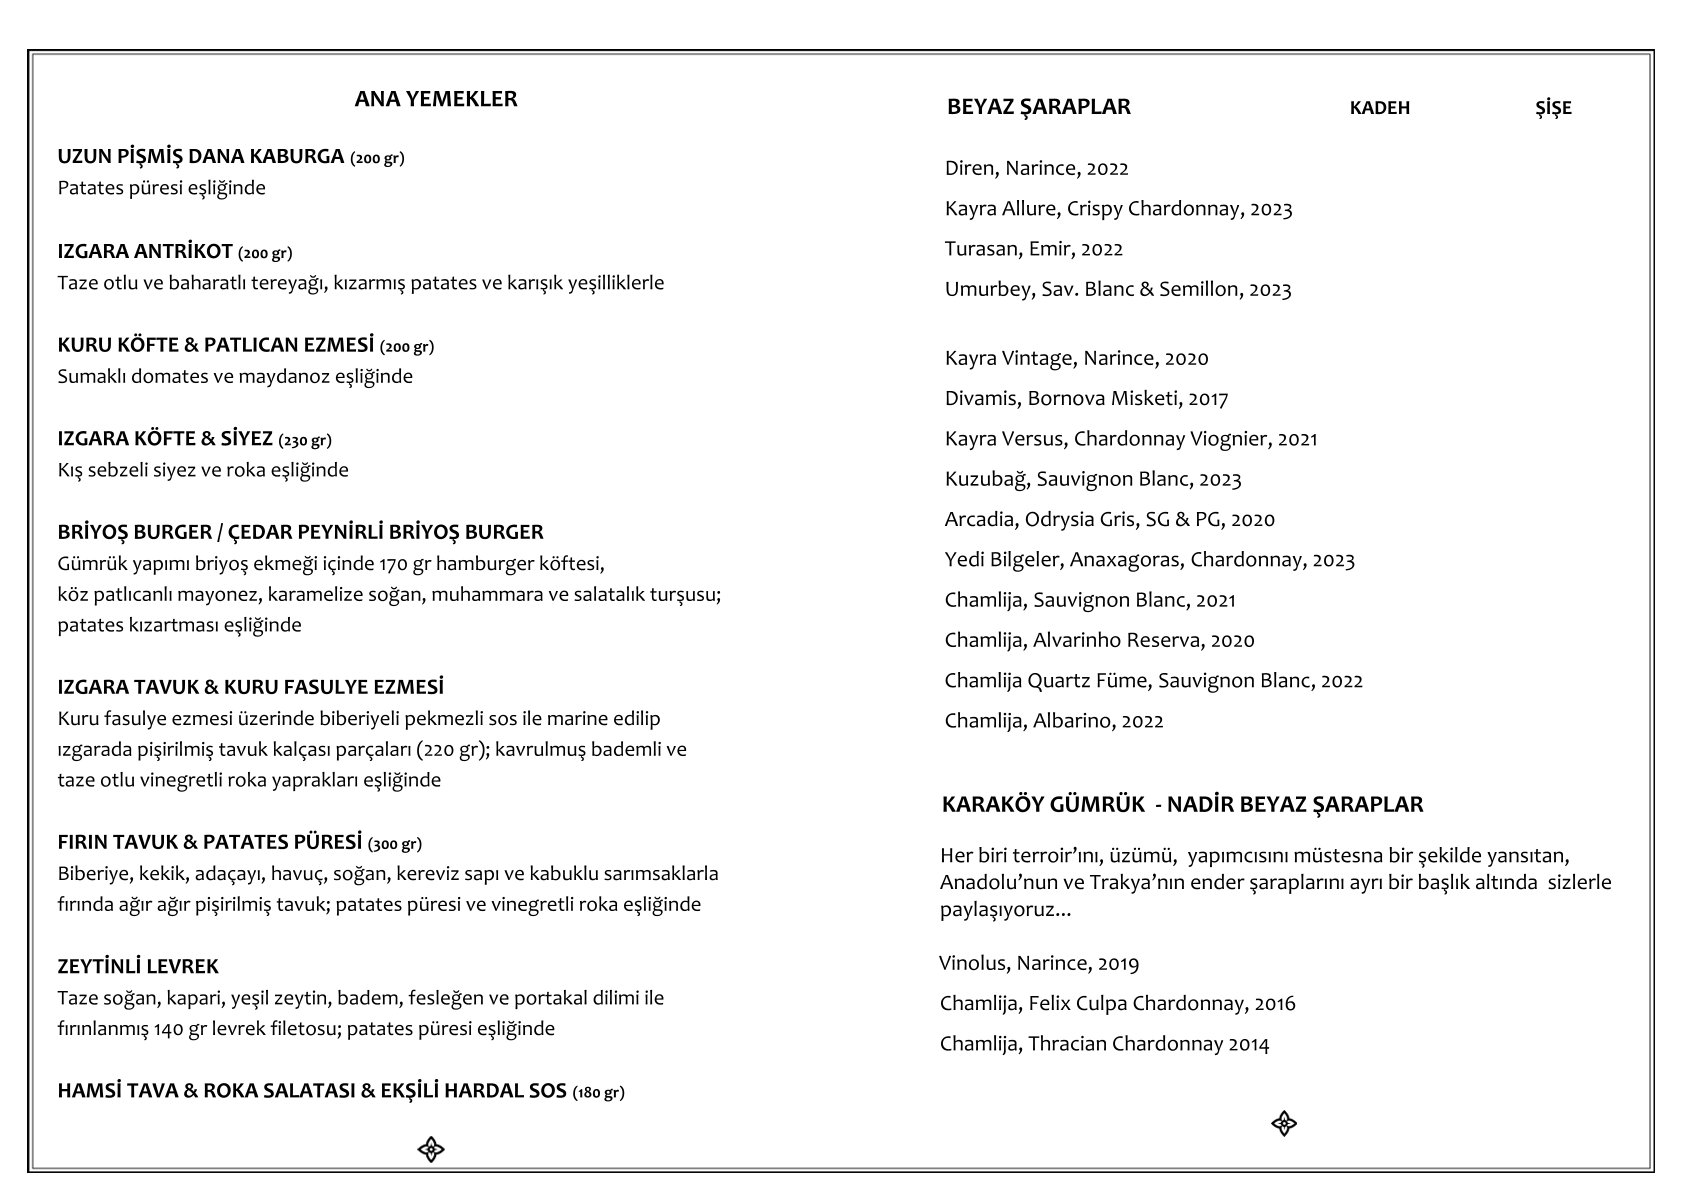 ANA YEMEKLER
UZUN PİŞMİŞ DANA KABURGA (200 gr)
Patates püresi eşliğinde
IZGARA ANTRİKOT (200 gr)
Taze otlu ve baharatlı tereyağı, kızarmış patates ve karışık yeşilliklerle
KURU KÖFTE & PATLICAN EZMESİ (200 gr)
Sumaklı domates ve maydanoz eşliğinde
IZGARA KÖFTE & SİYEZ (230 gr)
Kış sebzeli siyez ve roka eşliğinde
BRİYOŞ BURGER / ÇEDAR PEYNİRLİ BRİYOŞ BURGER
Gümrük yapımı briyoş ekmeği içinde 170 gr hamburger köftesi,
köz patlıcanlı mayonez, karamelize soğan, muhammara ve salatalık turşusu;
patates kızartması eşliğinde
IZGARA TAVUK & KURU FASULYE EZMESİ
Kuru fasulye ezmesi üzerinde biberiyeli pekmezli sos ile marine edilip
ızgarada pişirilmiş tavuk kalçası parçaları (220 gr); kavrulmuş bademli ve
taze otlu vinegretli roka yaprakları eşliğinde
FIRIN TAVUK & PATATES PÜRESİ (300 gr)
Biberiye, kekik, adaçayı, havuç, soğan, kereviz sapı ve kabuklu sarımsaklarla
fırında ağır ağır pişirilmiş tavuk; patates püresi ve vinegretli roka eşliğinde
ZEYTİNLİ LEVREK
Taze soğan, kapari, yeşil zeytin, badem, fesleğen ve portakal dilimi ile
fırınlanmış 140 gr levrek filetosu; patates püresi eşliğinde
HAMSİ TAVA & ROKA SALATASI & EKŞİLİ HARDAL SOS (180 gr)
BEYAZ ŞARAPLAR KADEH ŞİŞE
Diren, Narince, 2022
Kayra Allure, Crispy Chardonnay, 2023
Turasan, Emir, 2022
Umurbey, Sav. Blanc & Semillon, 2023
Kayra Vintage, Narince, 2020
Divamis, Bornova Misketi, 2017
Kayra Versus, Chardonnay Viognier, 2021
Kuzubağ, Sauvignon Blanc, 2023
Arcadia, Odrysia Gris, SG & PG, 2020
Yedi Bilgeler, Anaxagoras, Chardonnay, 2023
Chamlija, Sauvignon Blanc, 2021
Chamlija, Alvarinho Reserva, 2020
Chamlija Quartz Füme, Sauvignon Blanc, 2022
Chamlija, Albarino, 2022
KARAKÖY GÜMRÜK - NADİR BEYAZ ŞARAPLAR
Her biri terroir’ını, üzümü, yapımcısını müstesna bir şekilde yansıtan,
Anadolu’nun ve Trakya’nın ender şaraplarını ayrı bir başlık altında sizlerle
paylaşıyoruz...
Vinolus, Narince, 2019
Chamlija, Felix Culpa Chardonnay, 2016
Chamlija, Thracian Chardonnay 2014